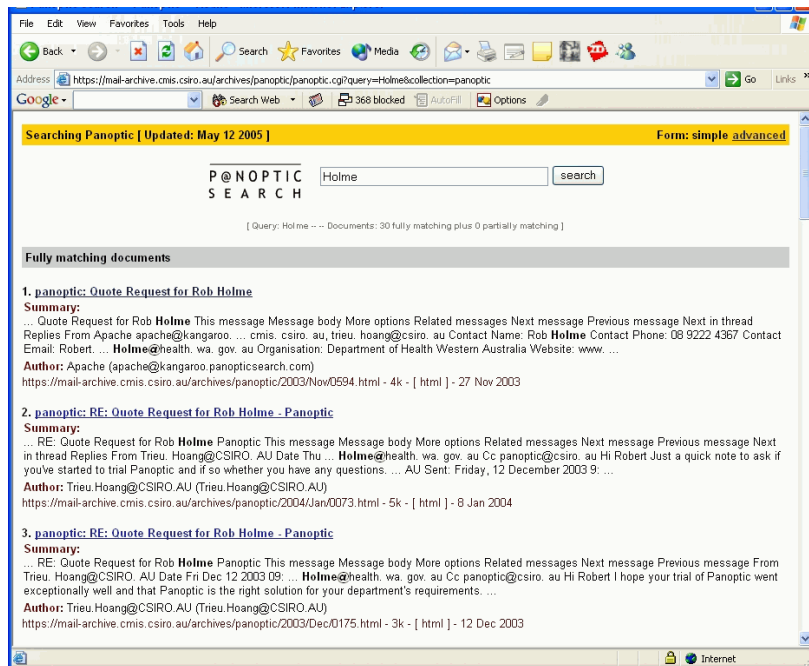 File Edit View Favorites Tools Help
Back Search Favorites Media
Address https://mail-archive.cmis.csiro.au/archives/panoptic/panoptic.cgi?query=Holme&collection=panoptic Go Links »
Google Search Web 368 blocked AutoFill Options
Searching Panoptic [ Updated: May 12 2005 ] Form: simple advanced
P@NOPTIC
SEARCH
Holme search
[ Query: Holme -- -- Documents: 30 fully matching plus 0 partially matching ]
Fully matching documents
1. panoptic: Quote Request for Rob Holme
Summary:
... Quote Request for Rob Holme This message Message body More options Related messages Next message Previous message Next in thread
Replies From Apache apache@kangaroo. ... cmis. csiro. au, trieu. hoang@csiro. au Contact Name: Rob Holme Contact Phone: 08 9222 4367 Contact
Email: Robert. ... Holme@health. wa. gov. au Organisation: Department of Health Western Australia Website: www. ...
Author: Apache (apache@kangaroo.panopticsearch.com)
https://mail-archive.cmis.csiro.au/archives/panoptic/2003/Nov/0594.html - 4k - [ html ] - 27 Nov 2003
2. panoptic: RE: Quote Request for Rob Holme - Panoptic
Summary:
... RE: Quote Request for Rob Holme Panoptic This message Message body More options Related messages Next message Previous message Next
in thread Replies From Trieu. Hoang@CSIRO. AU Date Thu ... Holme@health. wa. gov. au Cc panoptic@csiro. au Hi Robert Just a quick note to ask if
you've started to trial Panoptic and if so whether you have any questions. ... AU Sent: Friday, 12 December 2003 9: ...
Author: Trieu.Hoang@CSIRO.AU (Trieu.Hoang@CSIRO.AU)
https://mail-archive.cmis.csiro.au/archives/panoptic/2004/Jan/0073.html - 5k - [ html ] - 8 Jan 2004
3. panoptic: RE: Quote Request for Rob Holme - Panoptic
Summary:
... RE: Quote Request for Rob Holme Panoptic This message Message body More options Related messages Next message Previous message From
Trieu. Hoang@CSIRO. AU Date Fri Dec 12 2003 09: ... Holme@health. wa. gov. au Cc panoptic@csiro. au Hi Robert I hope your trial of Panoptic went
exceptionally well and that Panoptic is the right solution for your department's requirements. ...
Author: Trieu.Hoang@CSIRO.AU (Trieu.Hoang@CSIRO.AU)
https://mail-archive.cmis.csiro.au/archives/panoptic/2003/Dec/0175.html - 3k - [ html ] - 12 Dec 2003
Internet